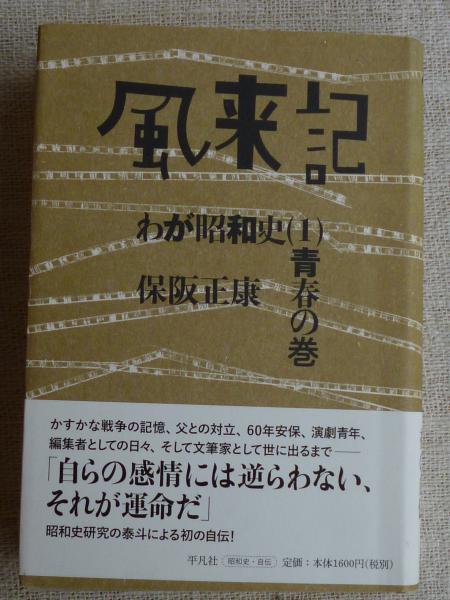 風来記
わが昭和史(1)
青春の巻
保阪正康
かすかな戦争の記憶、父との対立、60年安保、演劇青年、
編集者としての日々、そして文筆家として世に出るまで――
「自らの感情には逆らわない、
それが運命だ」
昭和史研究の泰斗による初の自伝!
平凡社 昭和史・自伝 定価:本体1600円(税別)